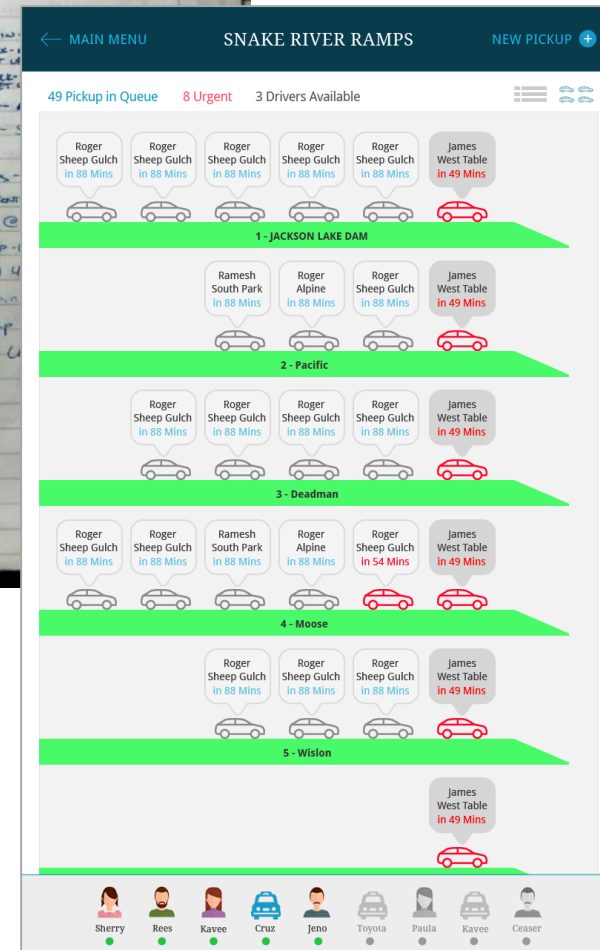 MAIN MENU SNAKE RIVER RAMPS NEW PICKUP +
49 Pickup in Queue 8 Urgent 3 Drivers Available
Roger Roger Roger Roger Roger James
Sheep Gulch Sheep Gulch Sheep Gulch Sheep Gulch Sheep Gulch West Table
in 88 Mins in 88 Mins in 88 Mins in 88 Mins in 88 Mins in 49 Mins
1 - JACKSON LAKE DAM
Ramesh Roger Roger James
South Park Alpine Sheep Gulch West Table
in 88 Mins in 88 Mins in 88 Mins in 49 Mins
2 - Pacific
Roger Roger Roger Roger James
Sheep Gulch Sheep Gulch Sheep Gulch Sheep Gulch West Table
in 88 Mins in 88 Mins in 88 Mins in 88 Mins in 49 Mins
3 - Deadman
Roger Roger Ramesh Roger Roger James
Sheep Gulch Sheep Gulch South Park Alpine Sheep Gulch West Table
in 88 Mins in 88 Mins in 88 Mins in 88 Mins in 54 Mins in 49 Mins
4 - Moose
Roger Roger Roger James
Sheep Gulch Sheep Gulch Sheep Gulch West Table
in 88 Mins in 88 Mins in 88 Mins in 49 Mins
5 - Wislon
James
West Table
in 49 Mins
Sherry Rees Kavee Cruz Jeno Toyota Paula Kavee Ceaser